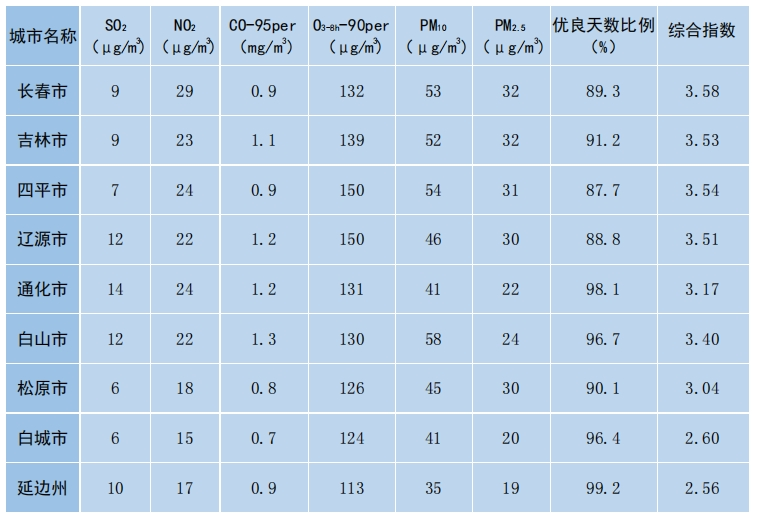 城市名称 SO₂（μg/m³） NO₂（μg/m³） CO-95per（mg/m³） O₃₋₈ₕ-90per（μg/m³） PM₁₀（μg/m³） PM₂.₅（μg/m³） 优良天数比例（%） 综合指数
长春市 9 29 0.9 132 53 32 89.3 3.58
吉林市 9 23 1.1 139 52 32 91.2 3.53
四平市 7 24 0.9 150 54 31 87.7 3.54
辽源市 12 22 1.2 150 46 30 88.8 3.51
通化市 14 24 1.2 131 41 22 98.1 3.17
白山市 12 22 1.3 130 58 24 96.7 3.40
松原市 6 18 0.8 126 45 30 90.1 3.04
白城市 6 15 0.7 124 41 20 96.4 2.60
延边州 10 17 0.9 113 35 19 99.2 2.56